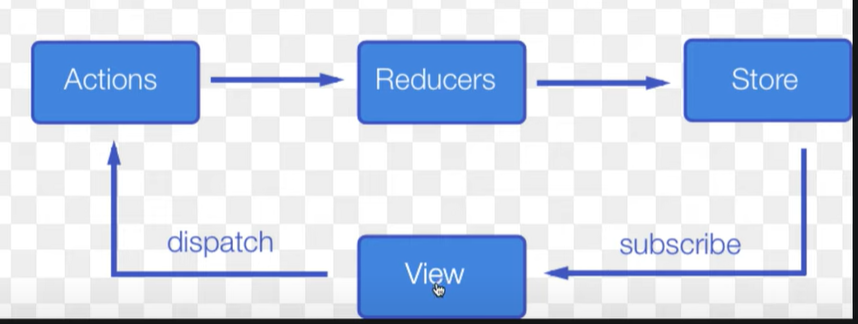 Actions
Reducers
Store
dispatch
subscribe
View